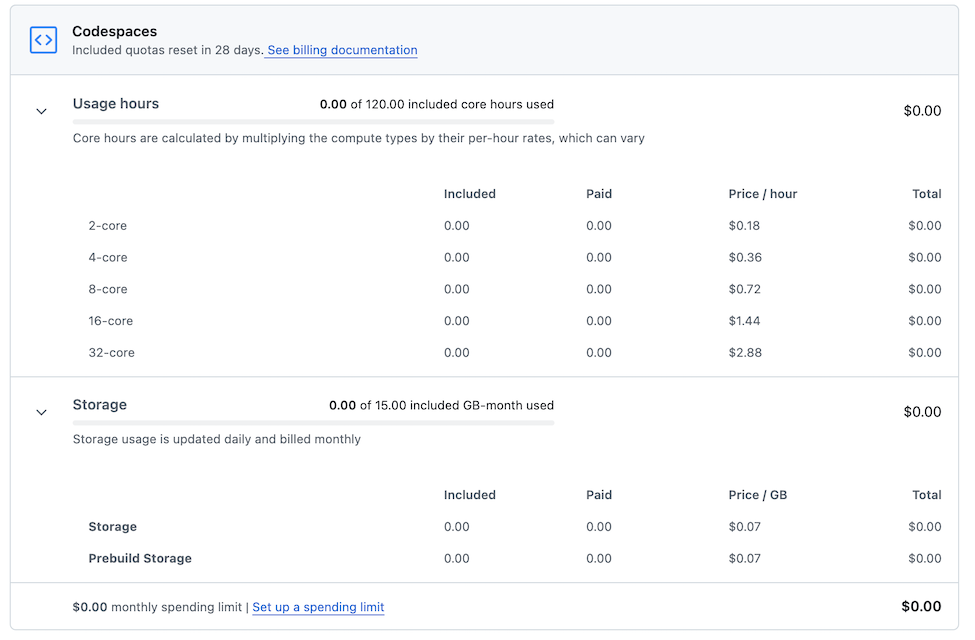 Codespaces
Included quotas reset in 28 days. See billing documentation
Usage hours 0.00 of 120.00 included core hours used $0.00
Core hours are calculated by multiplying the compute types by their per-hour rates, which can vary
Included Paid Price / hour Total
2-core 0.00 0.00 $0.18 $0.00
4-core 0.00 0.00 $0.36 $0.00
8-core 0.00 0.00 $0.72 $0.00
16-core 0.00 0.00 $1.44 $0.00
32-core 0.00 0.00 $2.88 $0.00
Storage 0.00 of 15.00 included GB-month used $0.00
Storage usage is updated daily and billed monthly
Included Paid Price / GB Total
Storage 0.00 0.00 $0.07 $0.00
Prebuild Storage 0.00 0.00 $0.07 $0.00
$0.00 monthly spending limit | Set up a spending limit $0.00